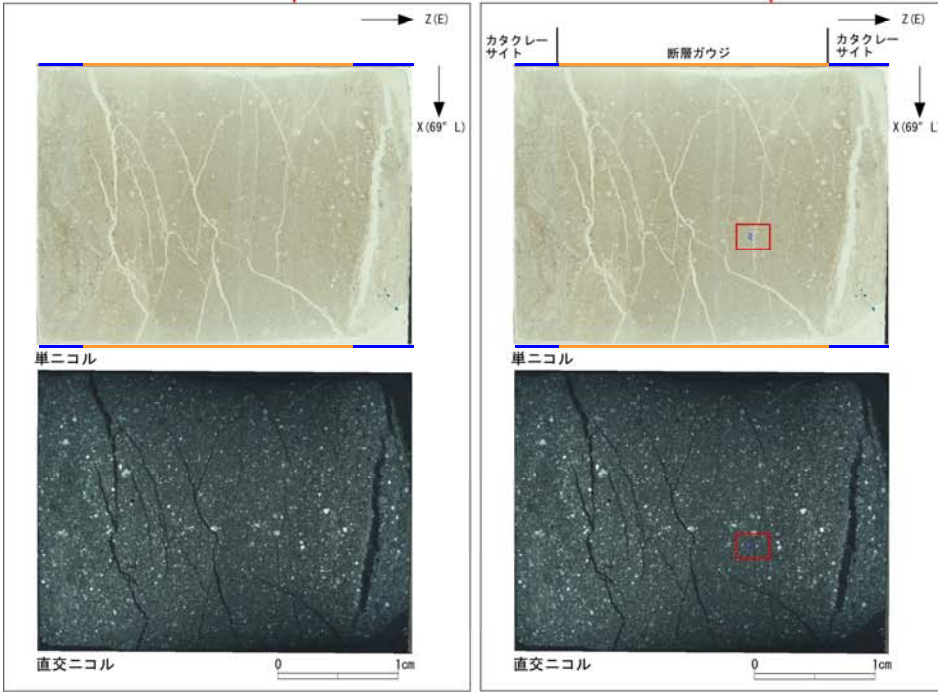 Z(E)
X(69° L)
単ニコル
直交ニコル
0 1cm
Z(E)
カタクレー
サイト
断層ガウジ
カタクレー
サイト
X(69° L)
単ニコル
直交ニコル
0 1cm